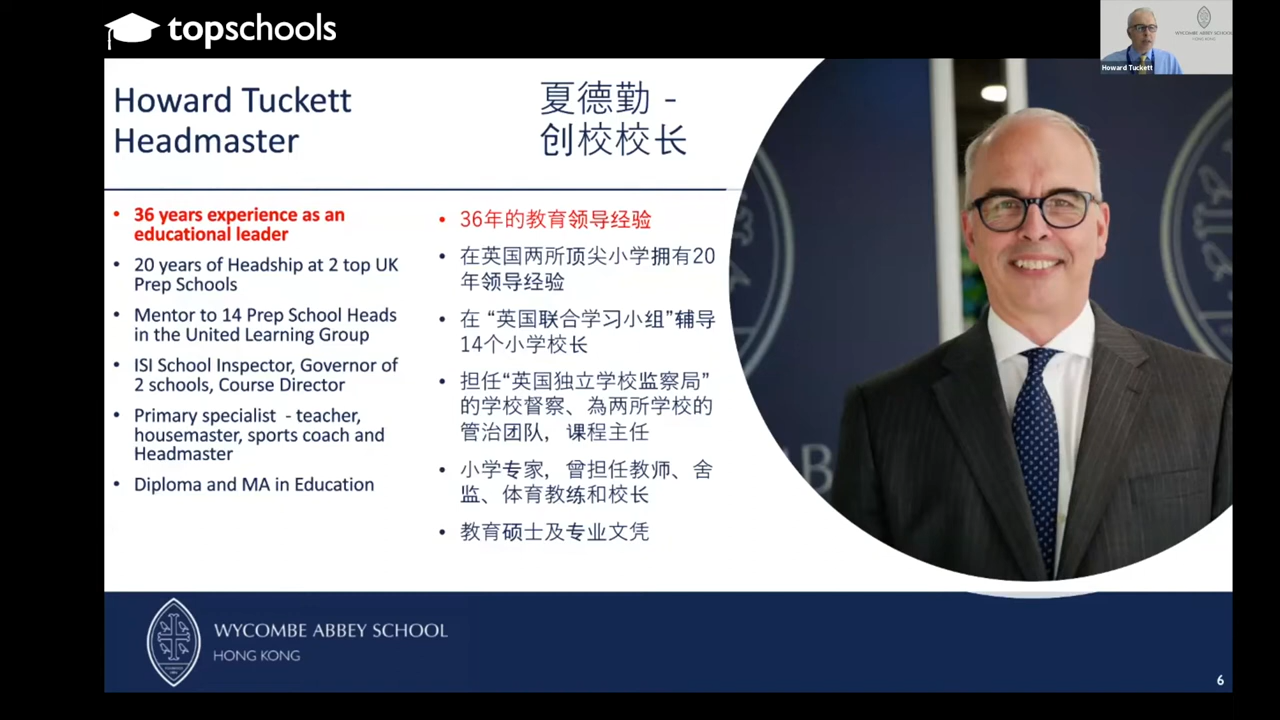 topschools
WYCOMBE ABBEY SCHOOL
HONG KONG
Howard Tuckett
Howard Tuckett
Headmaster
夏德勤 -
创校校长
• 36 years experience as an
educational leader
• 20 years of Headship at 2 top UK
Prep Schools
• Mentor to 14 Prep School Heads
in the United Learning Group
• ISI School Inspector, Governor of
2 schools, Course Director
• Primary specialist - teacher,
housemaster, sports coach and
Headmaster
• Diploma and MA in Education
• 36年的教育领导经验
• 在英国两所顶尖小学拥有20
年领导经验
• 在 “英国联合学习小组”辅导
14个小学校长
• 担任“英国独立学校监察局”
的学校督察、為两所学校的
管治团队，课程主任
• 小学专家，曾担任教师、舍
监、体育教练和校长
• 教育硕士及专业文凭
WYCOMBE ABBEY SCHOOL
HONG KONG
6